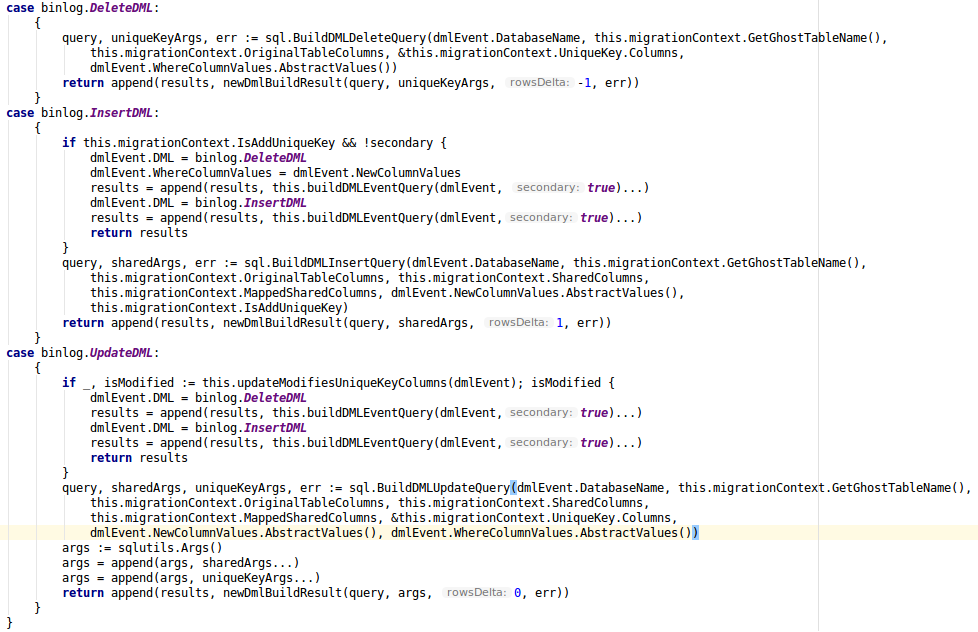 case binlog.DeleteDML:
    {
        query, uniqueKeyArgs, err := sql.BuildDMLDeleteQuery(dmlEvent.DatabaseName, this.migrationContext.GetGhostTableName(),
            this.migrationContext.OriginalTableColumns, &this.migrationContext.UniqueKey.Columns,
            dmlEvent.WhereColumnValues.AbstractValues())
        return append(results, newDmlBuildResult(query, uniqueKeyArgs, rowsDelta: -1, err))
    }
case binlog.InsertDML:
    {
        if this.migrationContext.IsAddUniqueKey && !secondary {
            dmlEvent.DML = binlog.DeleteDML
            dmlEvent.WhereColumnValues = dmlEvent.NewColumnValues
            results = append(results, this.buildDMLEventQuery(dmlEvent, secondary: true)...)
            dmlEvent.DML = binlog.InsertDML
            results = append(results, this.buildDMLEventQuery(dmlEvent, secondary: true)...)
            return results
        }
        query, sharedArgs, err := sql.BuildDMLInsertQuery(dmlEvent.DatabaseName, this.migrationContext.GetGhostTableName(),
            this.migrationContext.OriginalTableColumns, this.migrationContext.SharedColumns,
            this.migrationContext.MappedSharedColumns, dmlEvent.NewColumnValues.AbstractValues(),
            this.migrationContext.IsAddUniqueKey)
        return append(results, newDmlBuildResult(query, sharedArgs, rowsDelta: 1, err))
    }
case binlog.UpdateDML:
    {
        if _, isModified := this.updateModifiesUniqueKeyColumns(dmlEvent); isModified {
            dmlEvent.DML = binlog.DeleteDML
            results = append(results, this.buildDMLEventQuery(dmlEvent, secondary: true)...)
            dmlEvent.DML = binlog.InsertDML
            results = append(results, this.buildDMLEventQuery(dmlEvent, secondary: true)...)
            return results
        }
        query, sharedArgs, uniqueKeyArgs, err := sql.BuildDMLUpdateQuery(dmlEvent.DatabaseName, this.migrationContext.GetGhostTableName(),
            this.migrationContext.OriginalTableColumns, this.migrationContext.SharedColumns,
            this.migrationContext.MappedSharedColumns, &this.migrationContext.UniqueKey.Columns,
            dmlEvent.NewColumnValues.AbstractValues(), dmlEvent.WhereColumnValues.AbstractValues())
        args := sqlutils.Args()
        args = append(args, sharedArgs...)
        args = append(args, uniqueKeyArgs...)
        return append(results, newDmlBuildResult(query, args, rowsDelta: 0, err))
    }
}